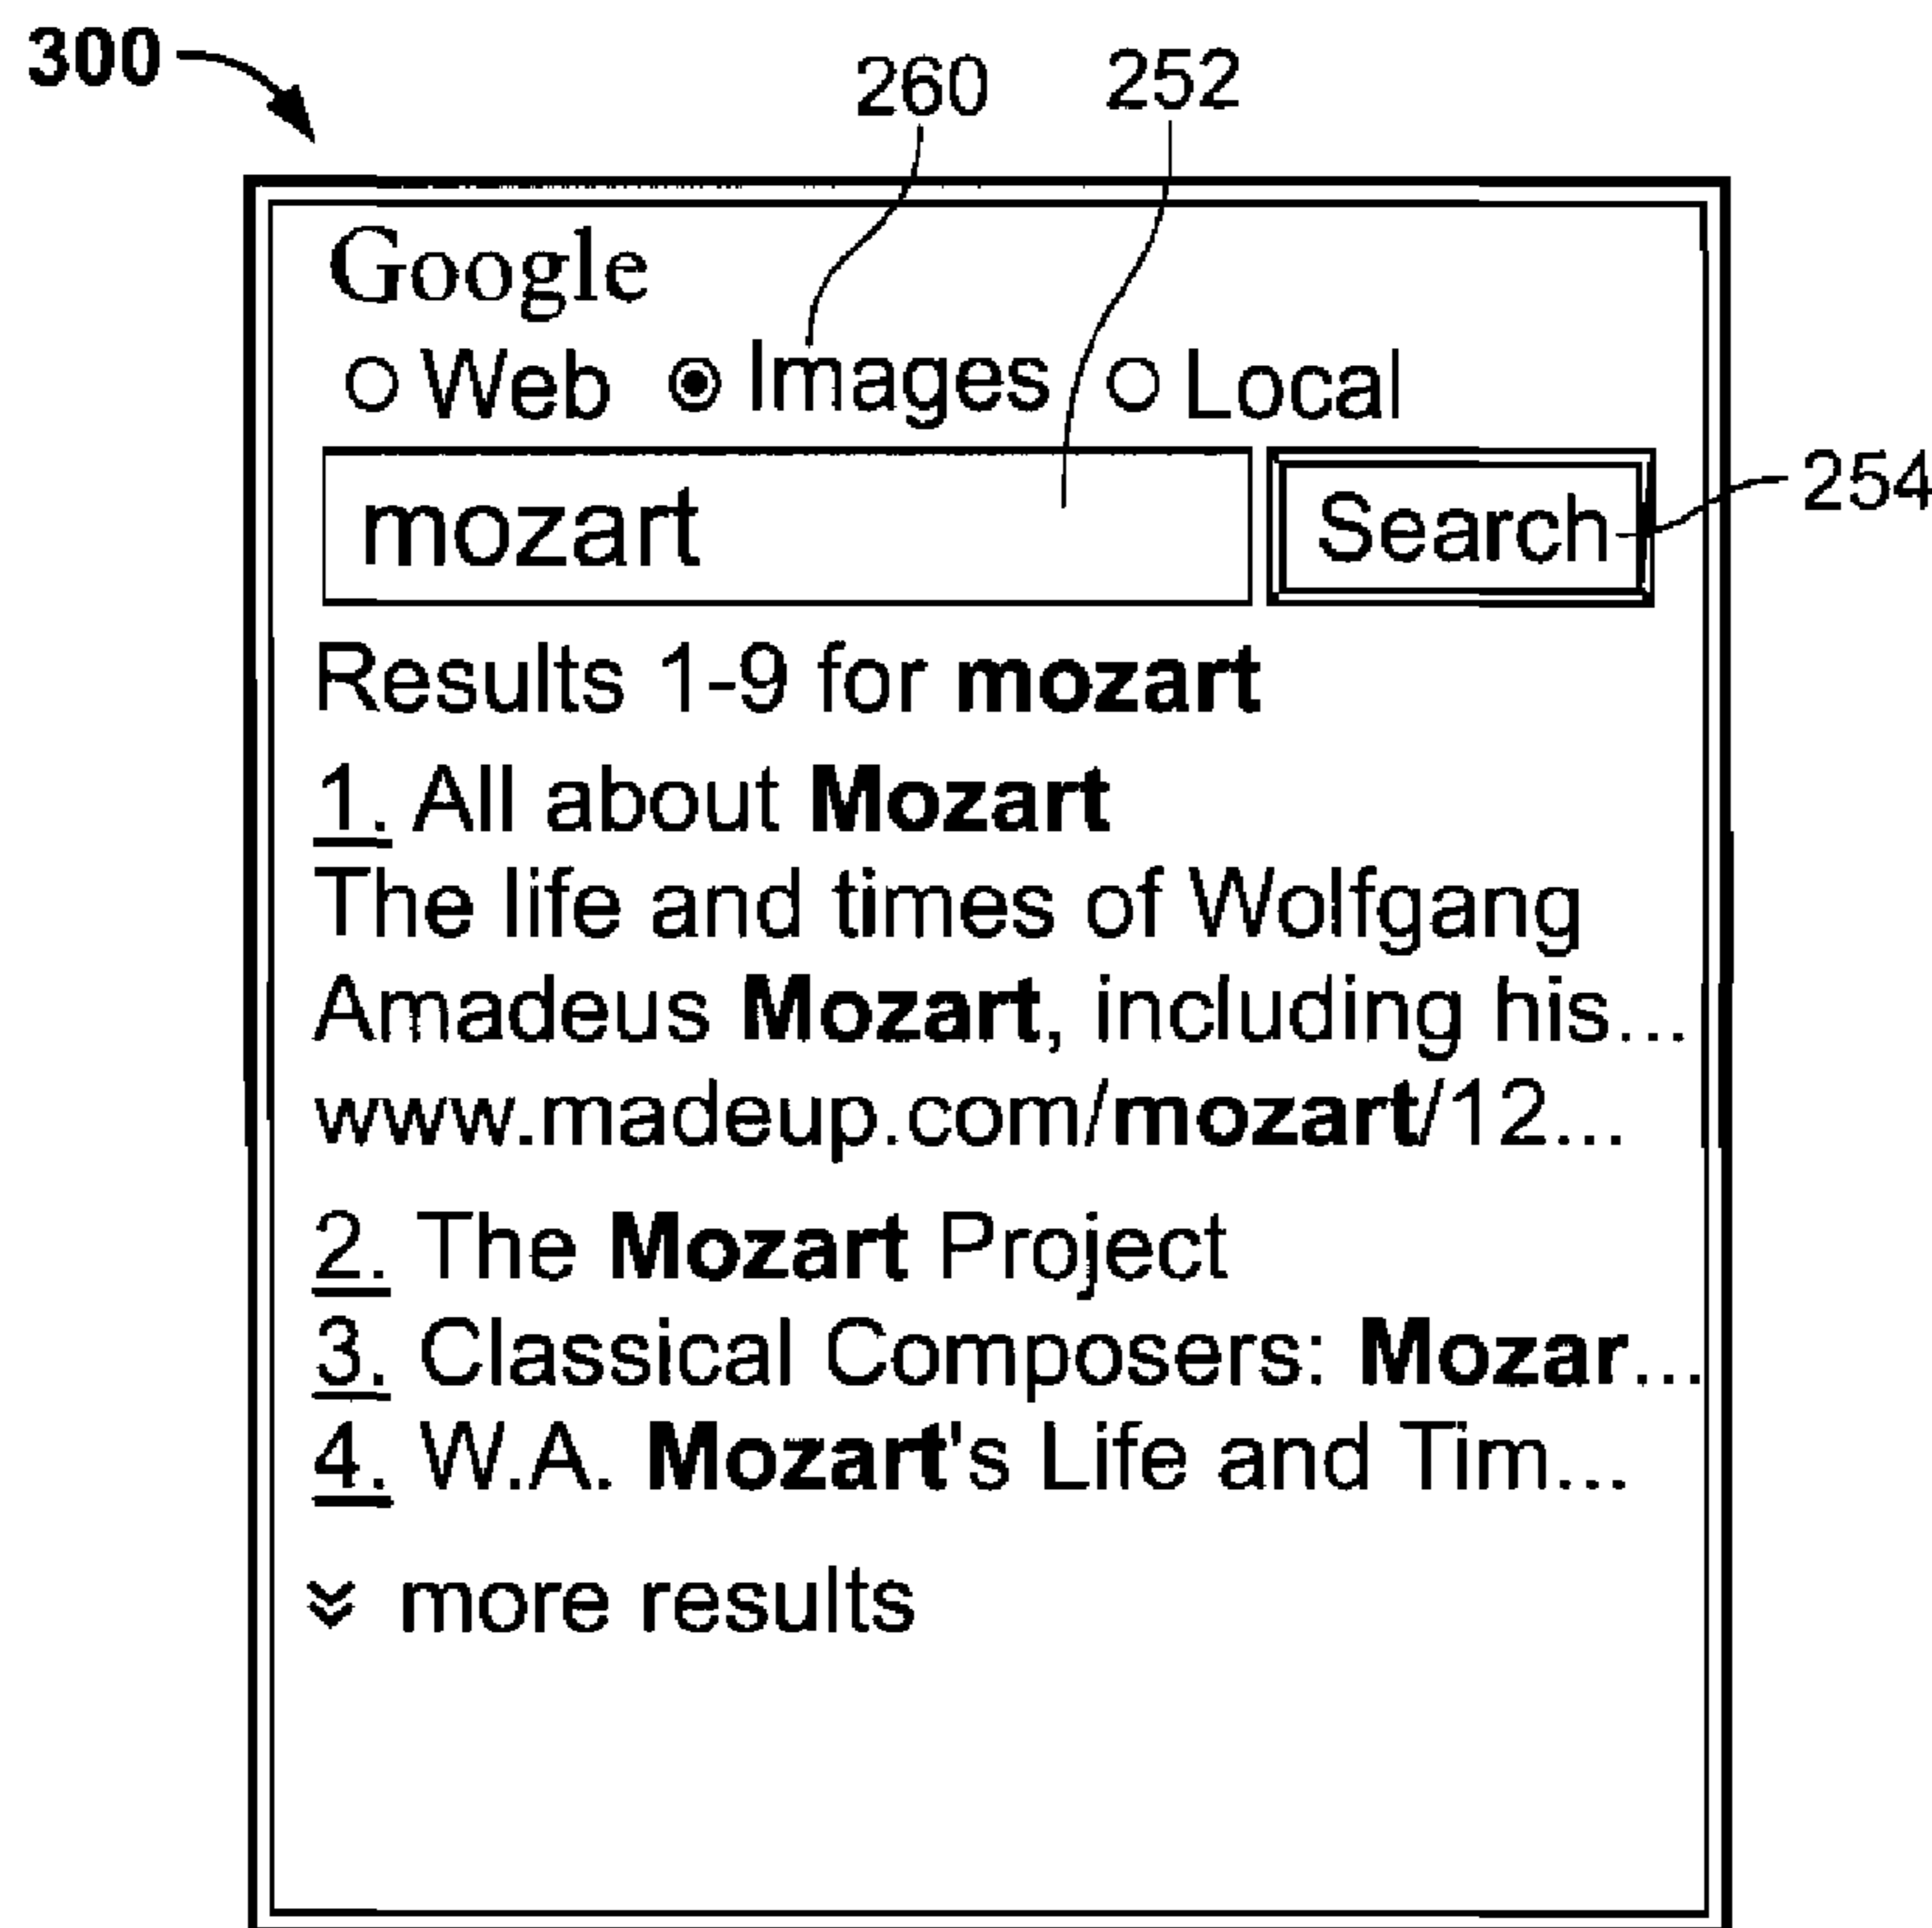 300
260 252
Google
Web Images Local
mozart Search 254
Results 1-9 for mozart
1. All about Mozart
The life and times of Wolfgang
Amadeus Mozart, including his...
www.madeup.com/mozart/12...
2. The Mozart Project
3. Classical Composers: Mozar...
4. W.A. Mozart's Life and Tim...
more results